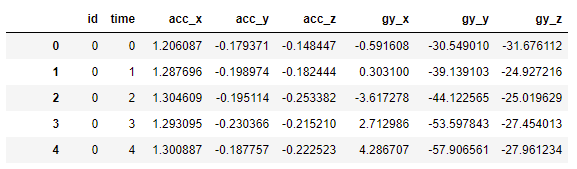 id time acc_x acc_y acc_z gy_x gy_y gy_z
0 0 0 1.206087 -0.179371 -0.148447 -0.591608 -30.549010 -31.676112
1 0 1 1.287696 -0.198974 -0.182444 0.303100 -39.139103 -24.927216
2 0 2 1.304609 -0.195114 -0.253382 -3.617278 -44.122565 -25.019629
3 0 3 1.293095 -0.230366 -0.215210 2.712986 -53.597843 -27.454013
4 0 4 1.300887 -0.187757 -0.222523 4.286707 -57.906561 -27.961234